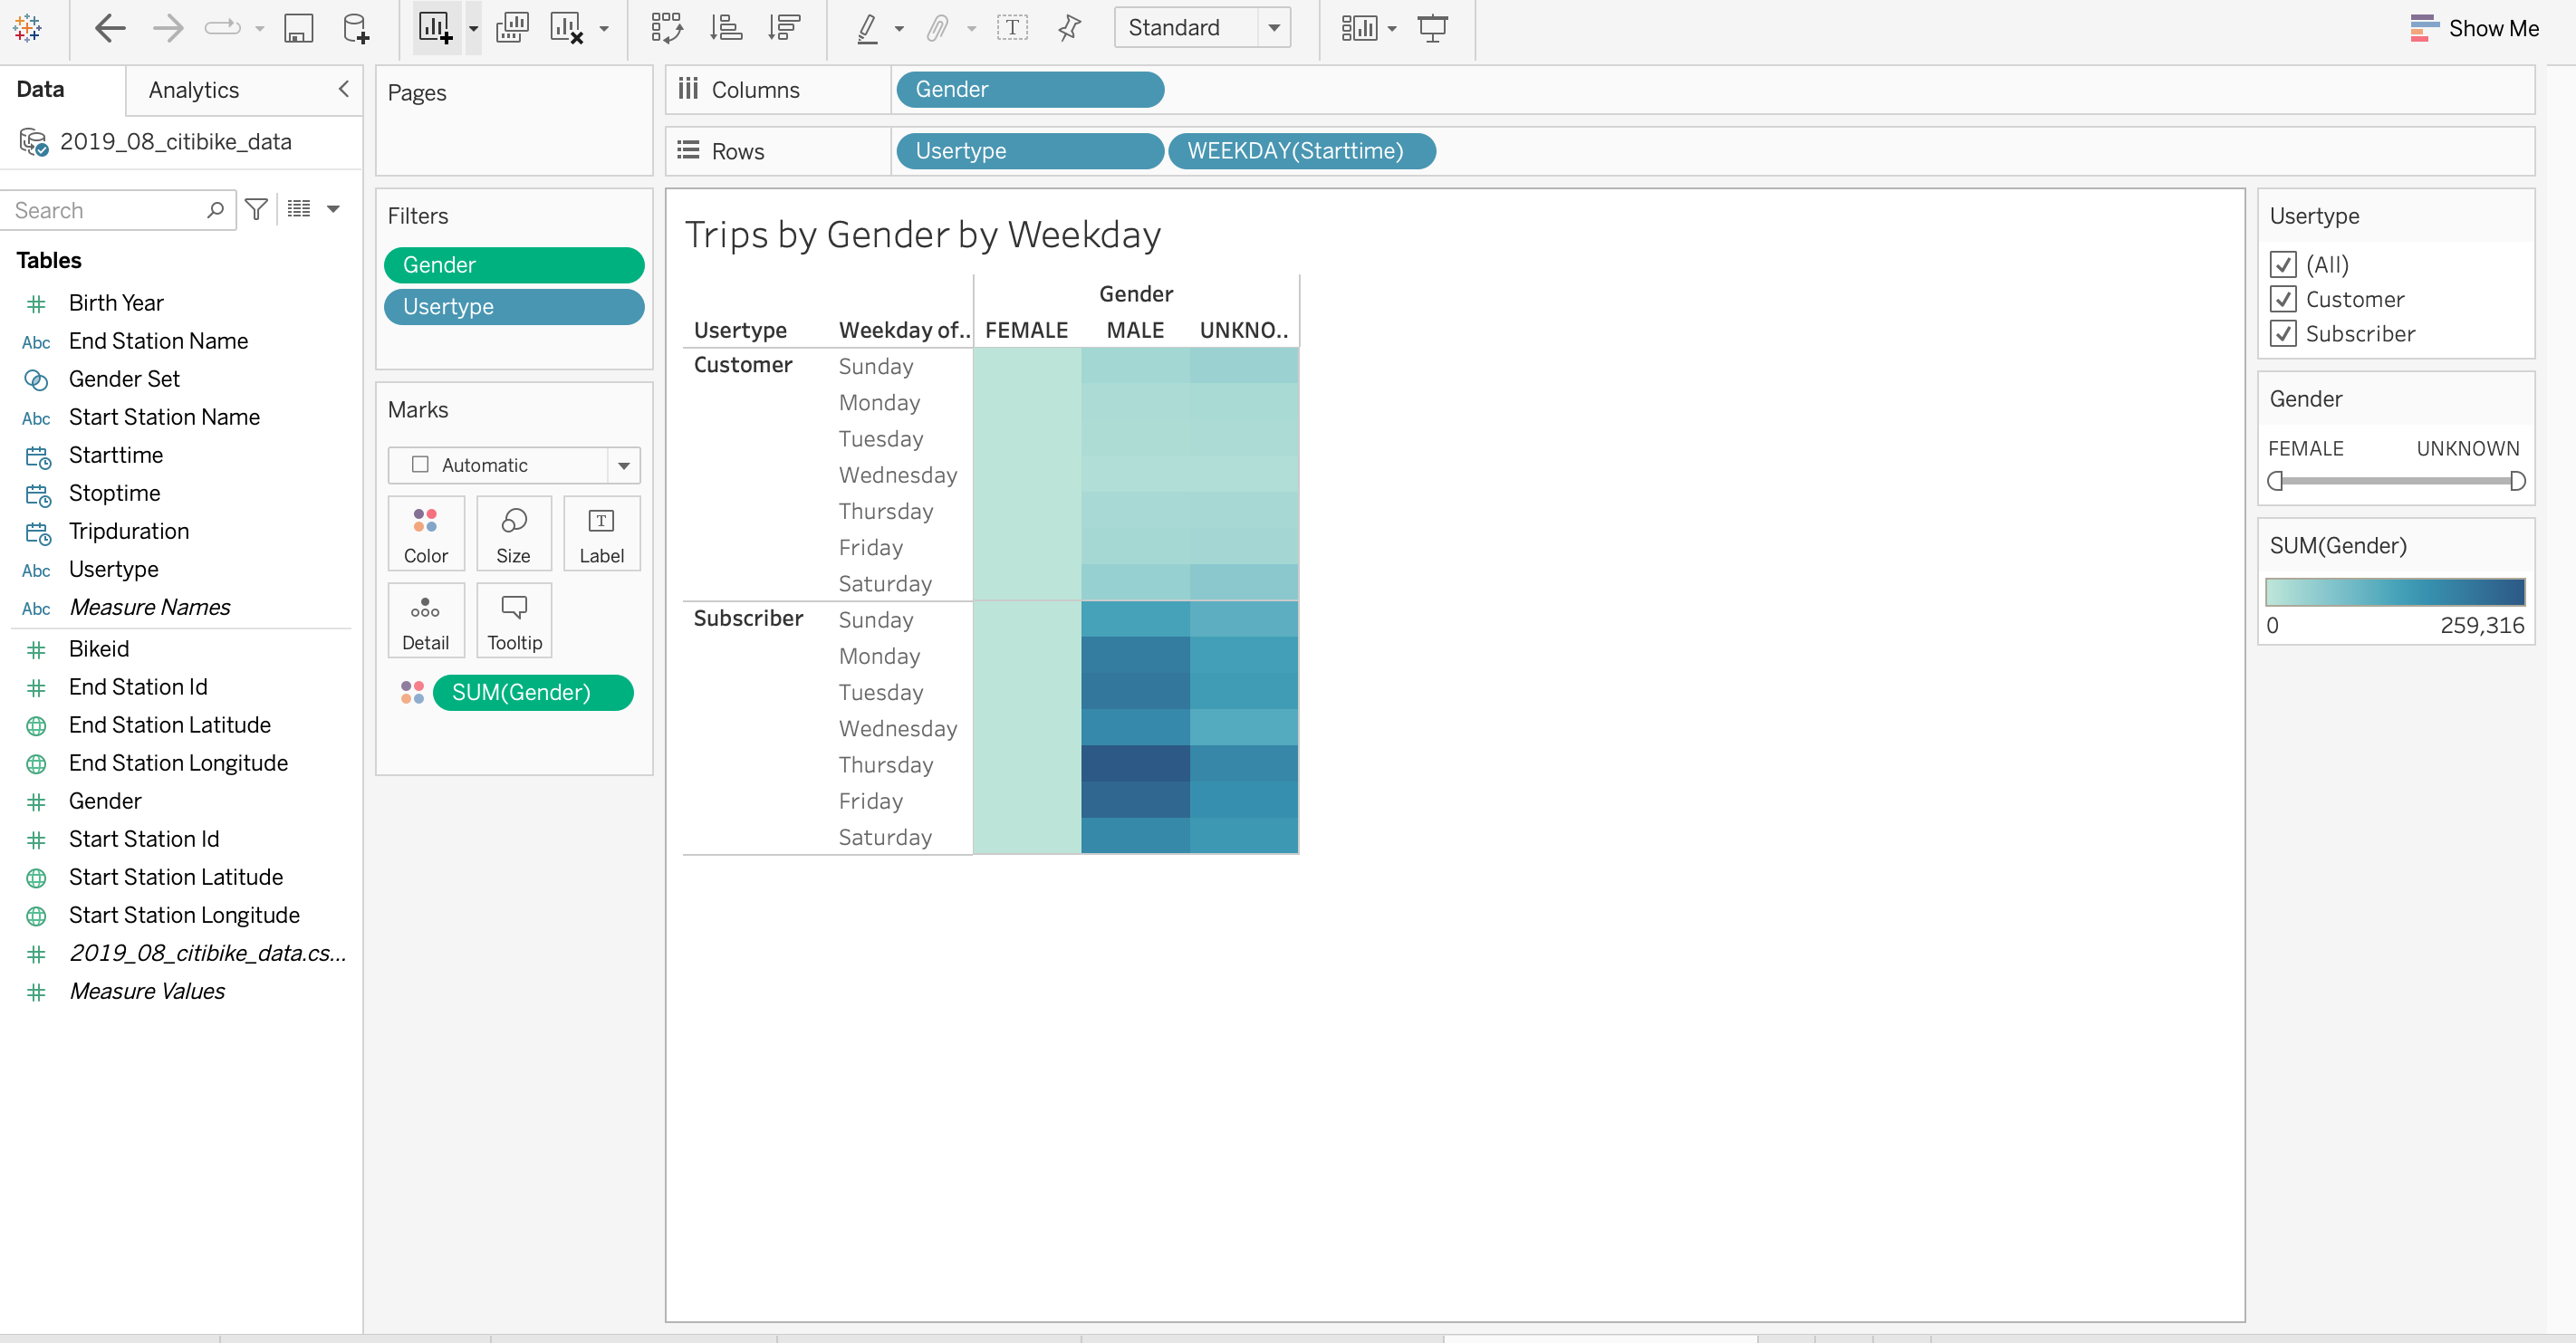 Standard
Show Me
Data
Analytics
2019_08_citibike_data
Search
Tables
Birth Year
Abc End Station Name
Gender Set
Abc Start Station Name
Starttime
Stoptime
Tripduration
Abc Usertype
Abc Measure Names
Bikeid
End Station Id
End Station Latitude
End Station Longitude
Gender
Start Station Id
Start Station Latitude
Start Station Longitude
2019_08_citibike_data.cs...
Measure Values
Pages
Filters
Gender
Usertype
Marks
Automatic
Color Size Label
Detail Tooltip
SUM(Gender)
Columns Gender
Rows Usertype WEEKDAY(Starttime)
Trips by Gender by Weekday
Gender
Usertype Weekday of.. FEMALE MALE UNKNO..
Customer Sunday
Monday
Tuesday
Wednesday
Thursday
Friday
Saturday
Subscriber Sunday
Monday
Tuesday
Wednesday
Thursday
Friday
Saturday
Usertype
(All)
Customer
Subscriber
Gender
FEMALE UNKNOWN
SUM(Gender)
0 259,316